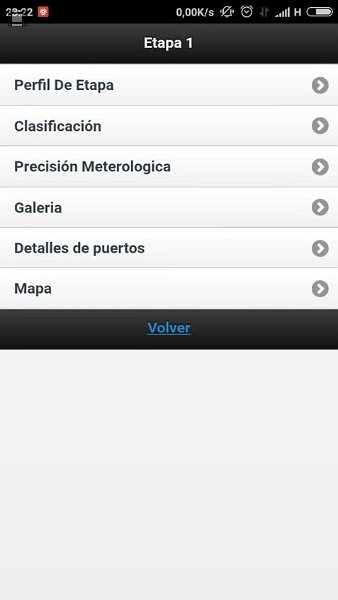 23:22 0,00K/s H
Etapa 1
Perfil De Etapa
Clasificación
Precisión Meterologica
Galeria
Detalles de puertos
Mapa
Volver